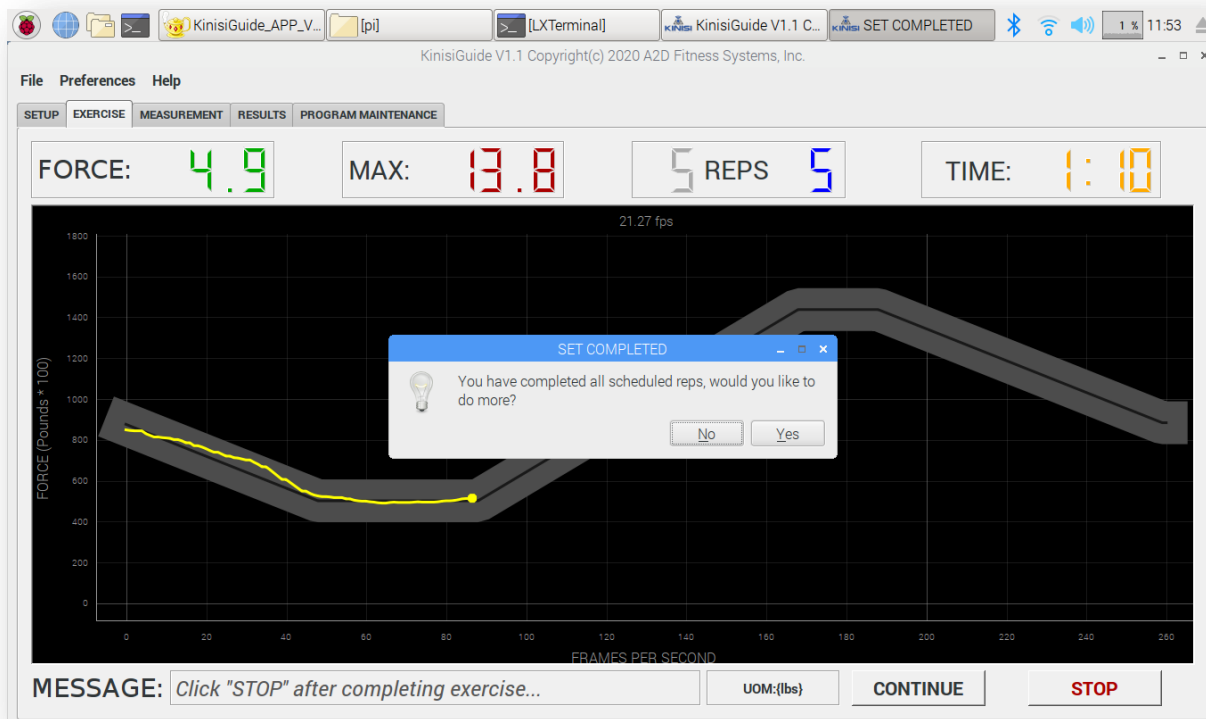 KinisiGuide_APP_V...
[pi]
[LXTerminal]
KINISI KinisiGuide V1.1 C...
KINISI SET COMPLETED
1 %
11:53
KinisiGuide V1.1 Copyright(c) 2020 A2D Fitness Systems, Inc.
File Preferences Help
SETUP EXERCISE MEASUREMENT RESULTS PROGRAM MAINTENANCE
FORCE: 4.9
MAX: 13.8
5 REPS 5
TIME: 1:10
21.27 fps
1800
1600
1400
1200
1000
800
600
400
200
0
FORCE (Pounds * 100)
SET COMPLETED
You have completed all scheduled reps, would you like to
do more?
No Yes
0 20 40 60 80 100 120 140 160 180 200 220 240 260
FRAMES PER SECOND
MESSAGE: Click "STOP" after completing exercise...
UOM:{lbs}
CONTINUE
STOP